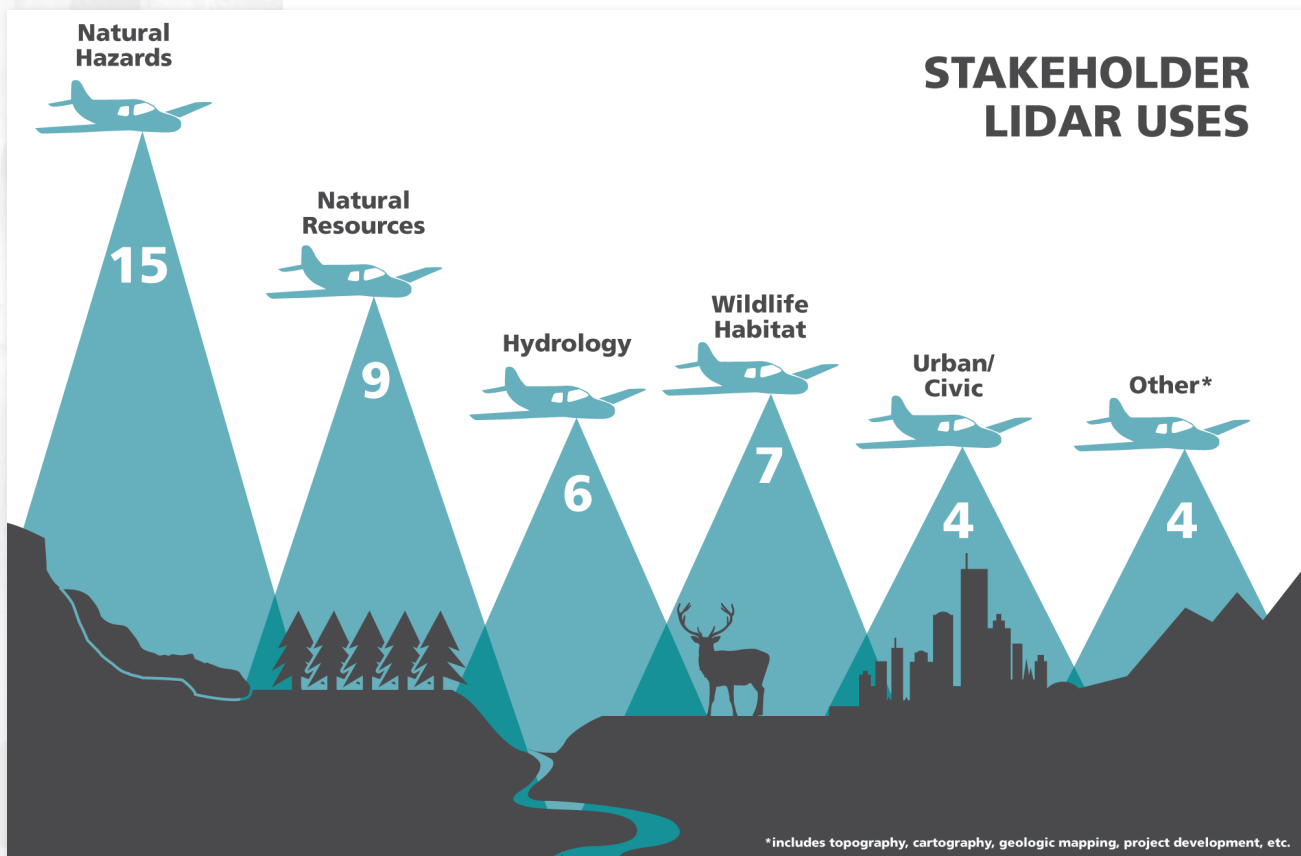 STAKEHOLDER
LIDAR USES
Natural
Hazards
15
Natural
Resources
9
Hydrology
6
Wildlife
Habitat
7
Urban/
Civic
4
Other*
4
*includes topography, cartography, geologic mapping, project development, etc.